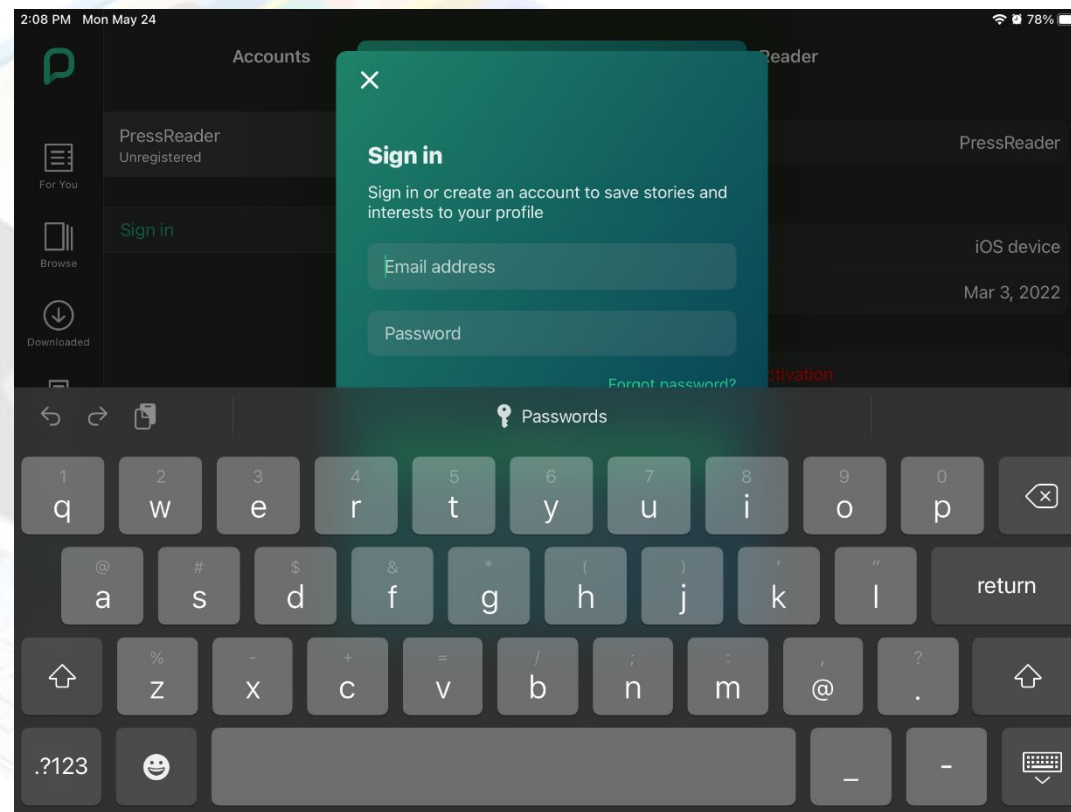 2:08 PM Mon May 24
78%
Accounts
Reader
PressReader
Unregistered
PressReader
Sign in
Sign in
Sign in or create an account to save stories and
interests to your profile
For You
Browse
Downloaded
Email address
Password
Forgot password?
iOS device
Mar 3, 2022
ctivation
Passwords
1 2 3 4 5 6 7 8 9 0
q w e r t y u i o p
@ # $ & * ( ) ' "
a s d f g h j k l return
% - + = / ; : , ?
z x c v b n m @ .
.?123 _ -